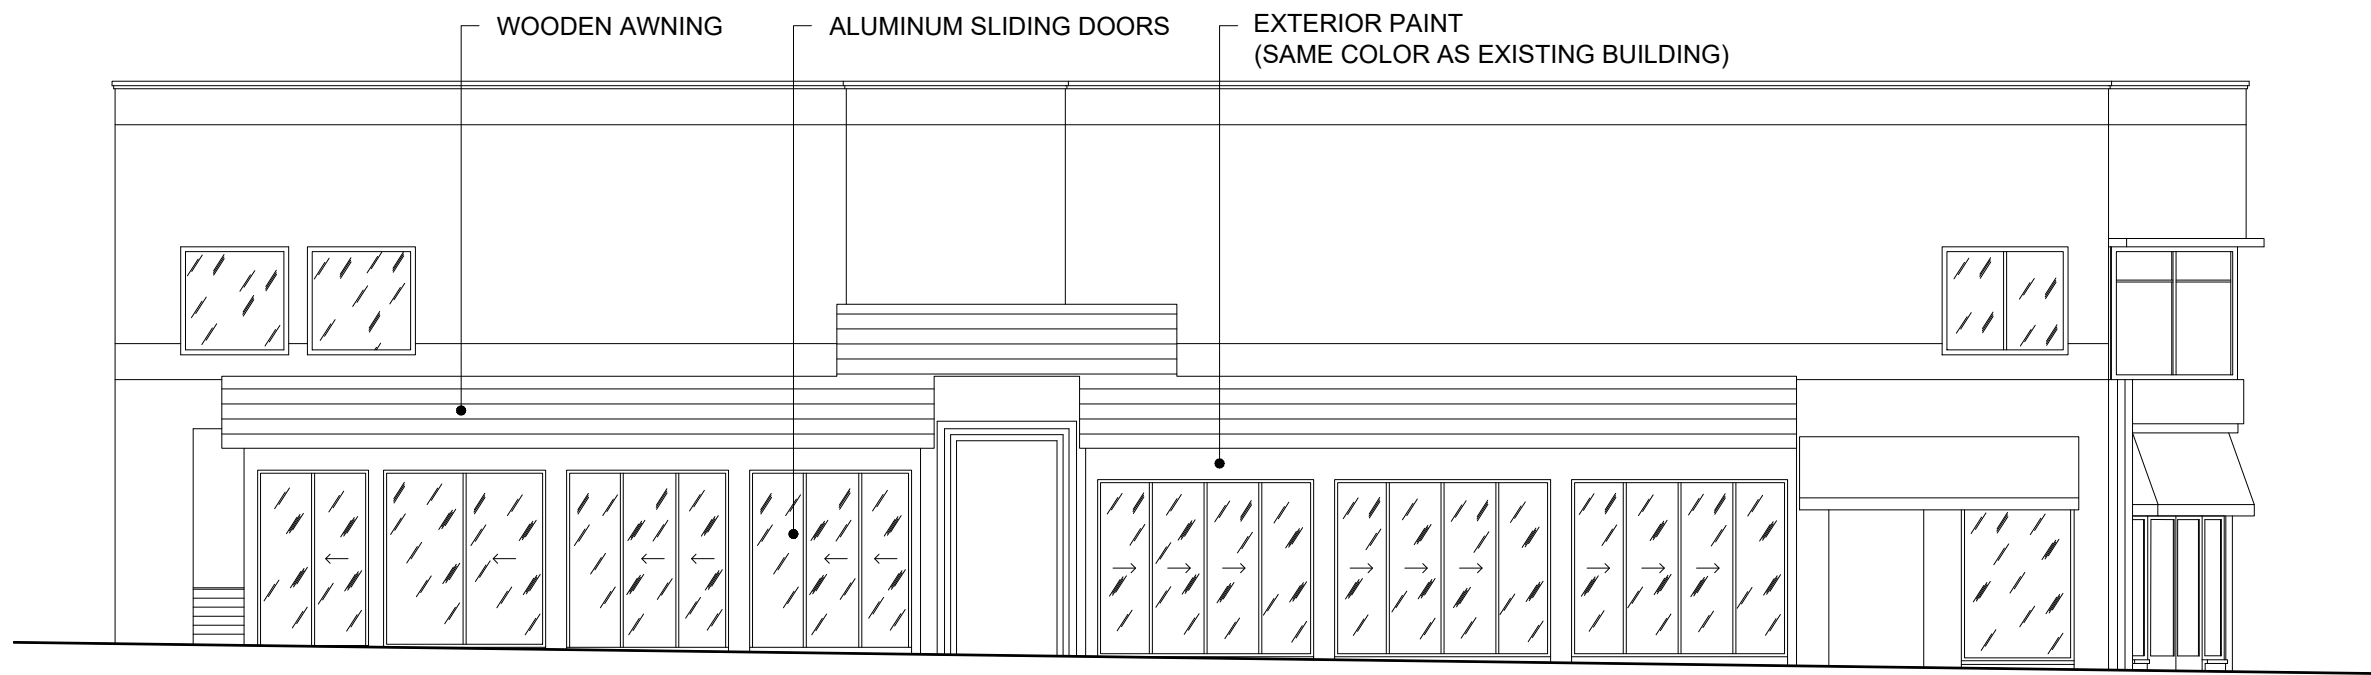 WOODEN AWNING
ALUMINUM SLIDING DOORS
EXTERIOR PAINT
(SAME COLOR AS EXISTING BUILDING)